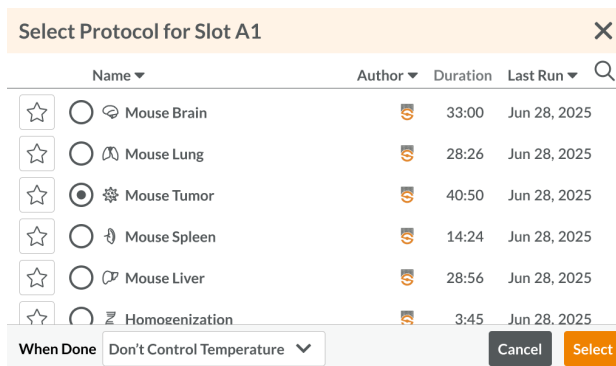 Select Protocol for Slot A1
Name Author Duration Last Run
Mouse Brain 33:00 Jun 28, 2025
Mouse Lung 28:26 Jun 28, 2025
Mouse Tumor 40:50 Jun 28, 2025
Mouse Spleen 14:24 Jun 28, 2025
Mouse Liver 28:56 Jun 28, 2025
Homogenization 3:45 Jun 28, 2025
When Done Don't Control Temperature Cancel Select